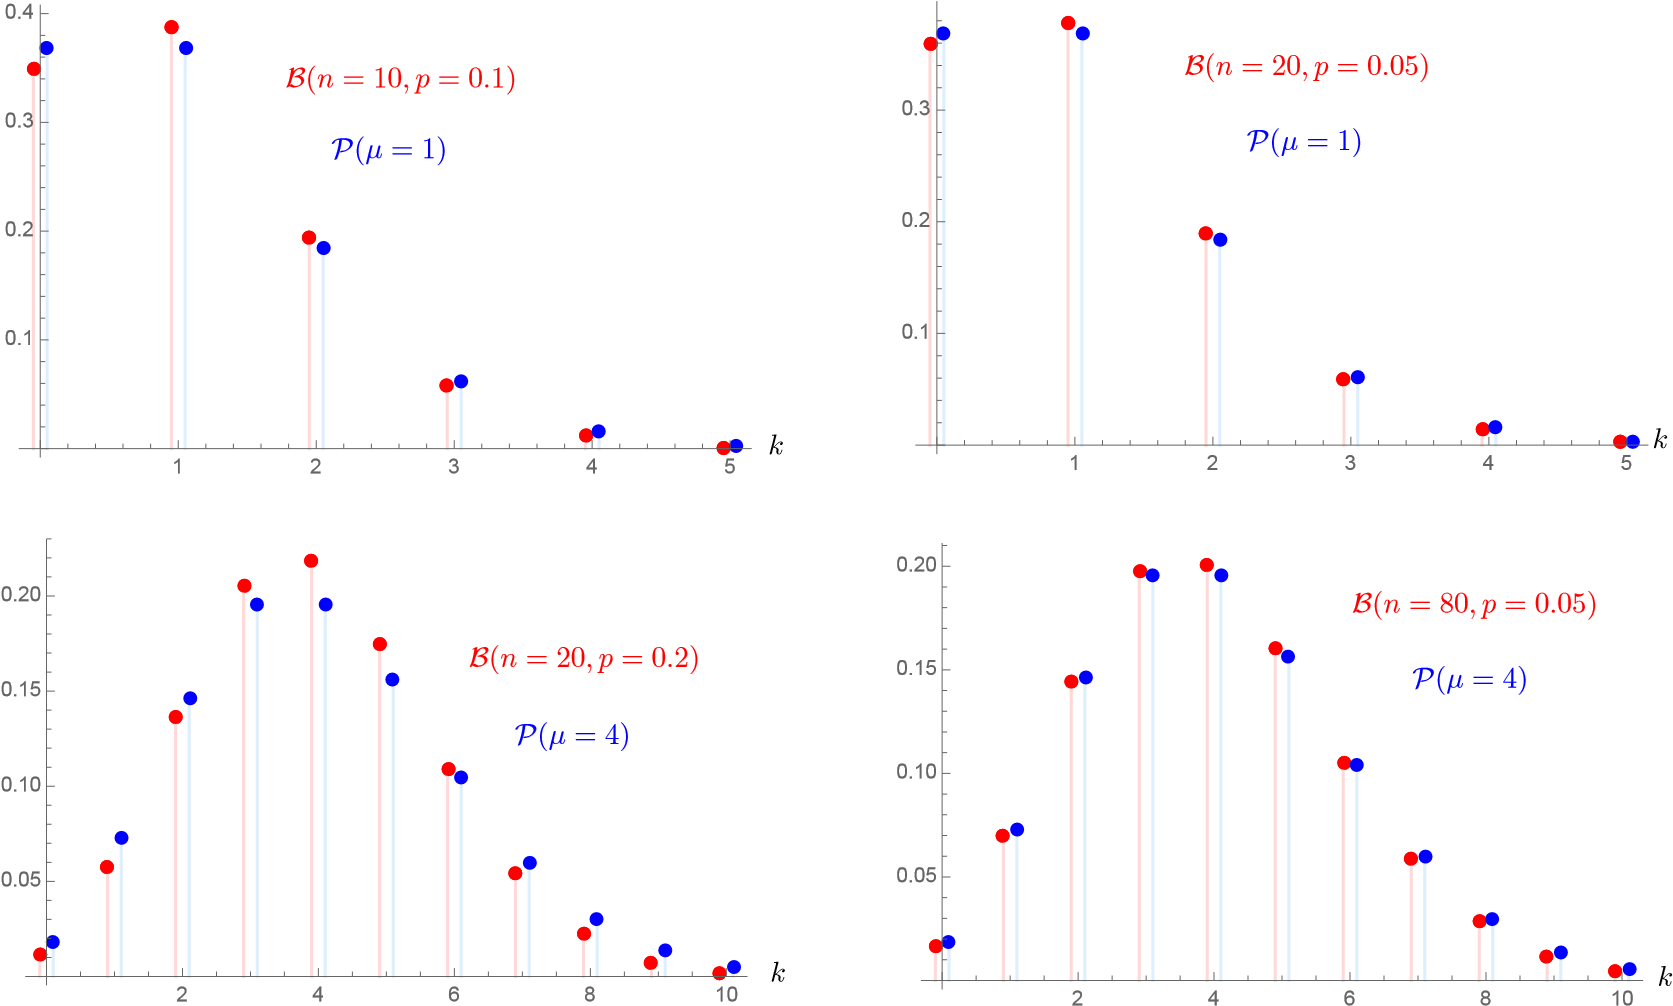 0.4
B(n = 10, p = 0.1)
0.3
P(μ = 1)
0.2
0.1
k
1 2 3 4 5
B(n = 20, p = 0.05)
0.3
P(μ = 1)
0.2
0.1
k
1 2 3 4 5
0.20
B(n = 20, p = 0.2)
0.15
P(μ = 4)
0.10
0.05
k
2 4 6 8 10
0.20
B(n = 80, p = 0.05)
0.15
P(μ = 4)
0.10
0.05
k
2 4 6 8 10